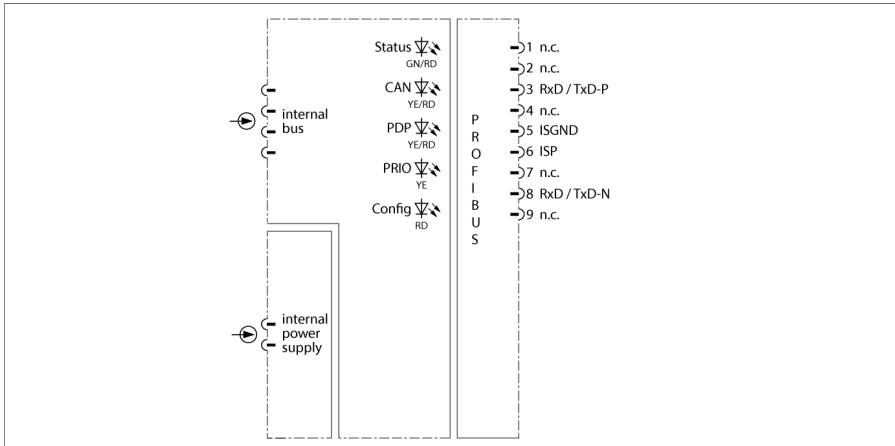 Status
GN/RD
CAN
YE/RD
PDP
YE/RD
PRIO
YE
Config
RD
internal
bus
internal
power
supply
PROFIBUS
1 n.c.
2 n.c.
3 RxD / TxD-P
4 n.c.
5 ISGND
6 ISP
7 n.c.
8 RxD / TxD-N
9 n.c.